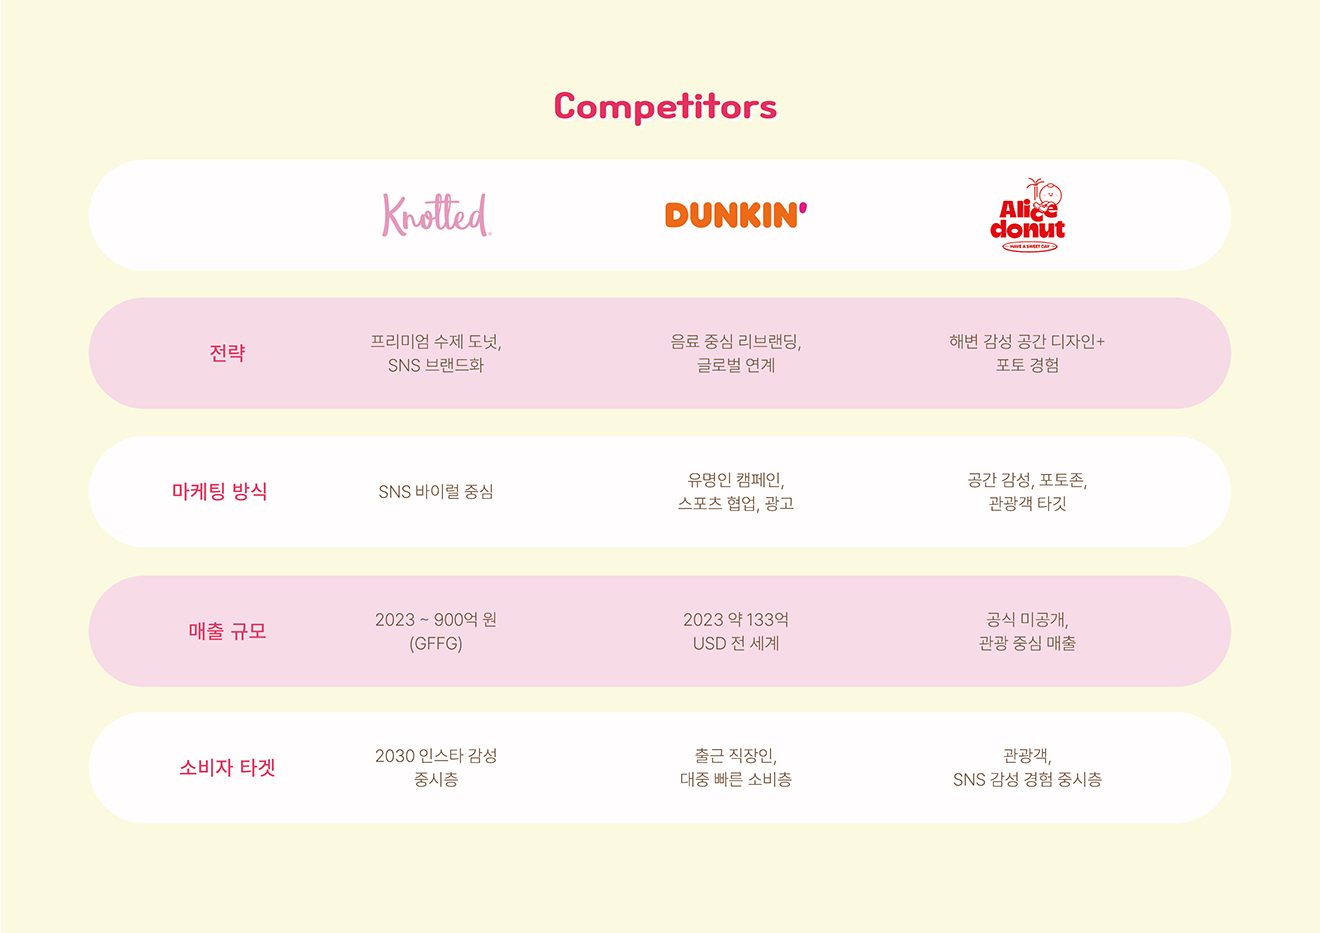 Competitors
Knotted
DUNKIN'
Alice
donut
HAVE A SWEET DAY
전략
프리미엄 수제 도넛,
SNS 브랜드화
음료 중심 리브랜딩,
글로벌 연계
해변 감성 공간 디자인+
포토 경험
마케팅 방식
SNS 바이럴 중심
유명인 캠페인,
스포츠 협업, 광고
공간 감성, 포토존,
관광객 타깃
매출 규모
2023 ~ 900억 원
(GFFG)
2023 약 133억
USD 전 세계
공식 미공개,
관광 중심 매출
소비자 타겟
2030 인스타 감성
중시층
출근 직장인,
대중 빠른 소비층
관광객,
SNS 감성 경험 중시층